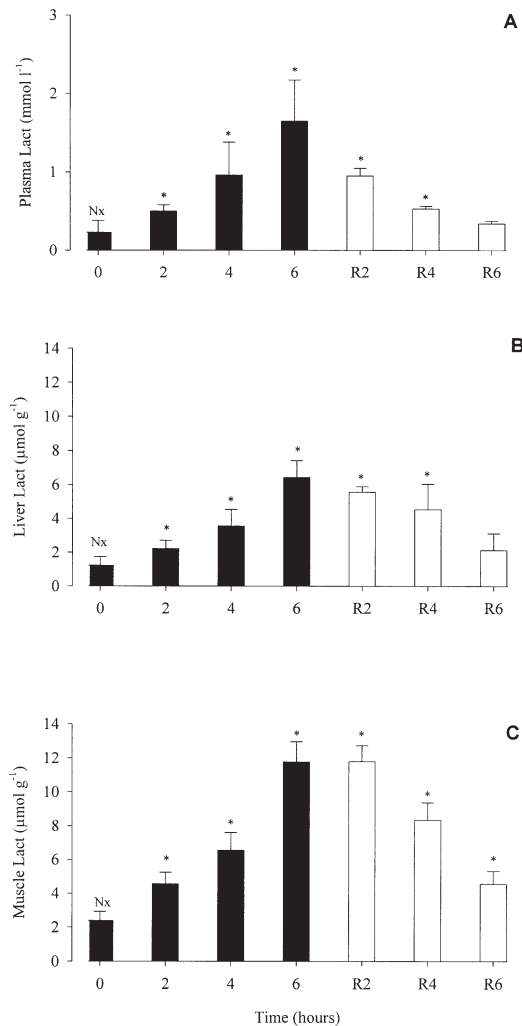 A
Plasma Lact (mmol l-1)
3
2
1
0
Nx
*
*
*
*
*
0 2 4 6 R2 R4 R6
B
Liver Lact (μmol g-1)
14
12
10
8
6
4
2
0
Nx
*
*
*
*
*
0 2 4 6 R2 R4 R6
C
Muscle Lact (μmol g-1)
14
12
10
8
6
4
2
0
Nx
*
*
*
*
*
*
0 2 4 6 R2 R4 R6
Time (hours)